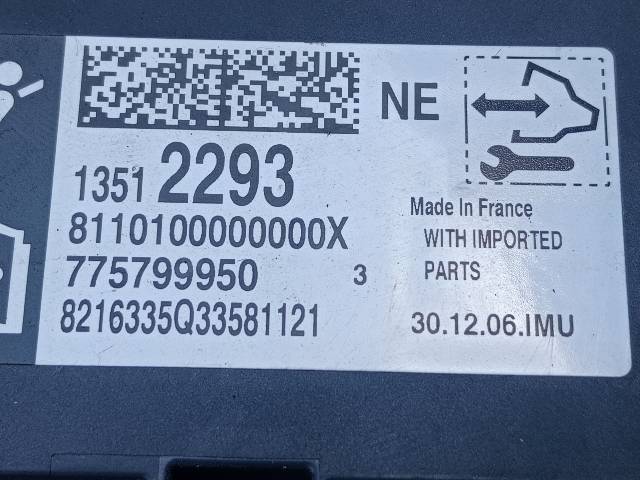 NE
1351 2293
8110100000000X
775799950 3
8216335Q33581121
Made In France
WITH IMPORTED
PARTS
30.12.06.IMU